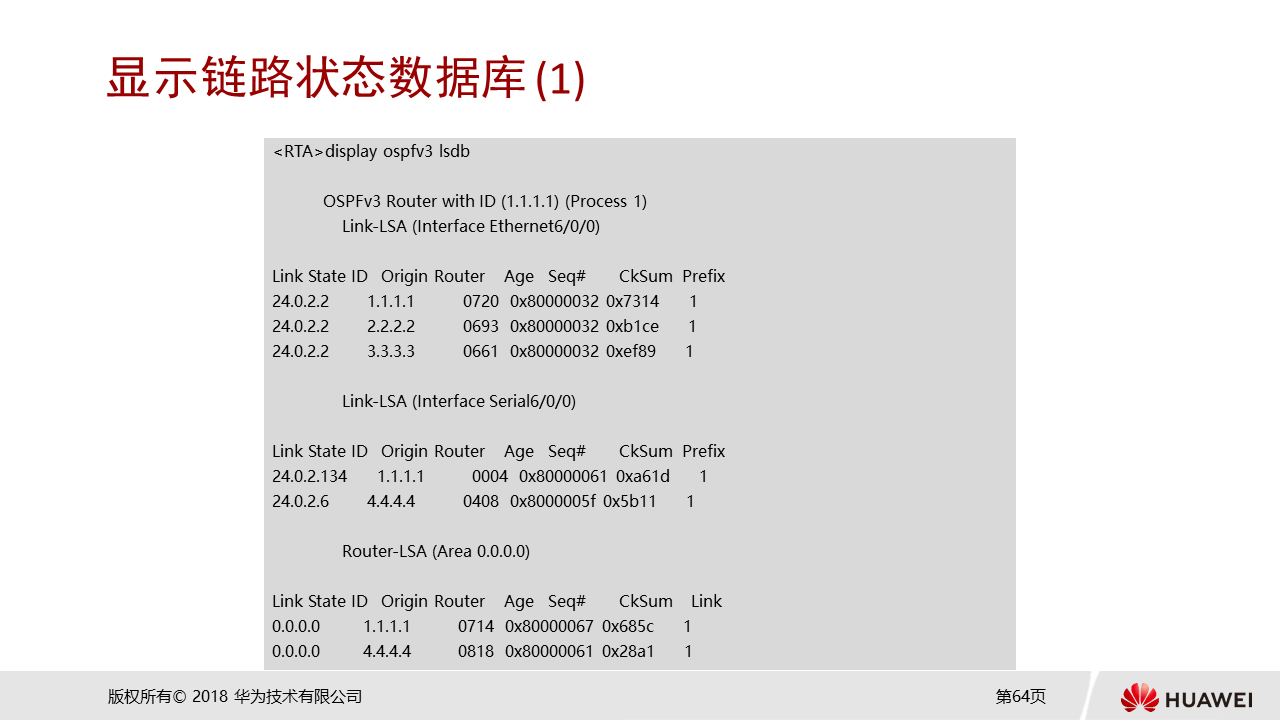 显示链路状态数据库 (1)
<RTA>display ospfv3 lsdb
OSPFv3 Router with ID (1.1.1.1) (Process 1)
Link-LSA (Interface Ethernet6/0/0)
Link State ID Origin Router Age Seq# CkSum Prefix
24.0.2.2 1.1.1.1 0720 0x80000032 0x7314 1
24.0.2.2 2.2.2.2 0693 0x80000032 0xb1ce 1
24.0.2.2 3.3.3.3 0661 0x80000032 0xef89 1
Link-LSA (Interface Serial6/0/0)
Link State ID Origin Router Age Seq# CkSum Prefix
24.0.2.134 1.1.1.1 0004 0x80000061 0xa61d 1
24.0.2.6 4.4.4.4 0408 0x8000005f 0x5b11 1
Router-LSA (Area 0.0.0.0)
Link State ID Origin Router Age Seq# CkSum Link
0.0.0.0 1.1.1.1 0714 0x80000067 0x685c 1
0.0.0.0 4.4.4.4 0818 0x80000061 0x28a1 1
版权所有© 2018 华为技术有限公司
第64页
HUAWEI